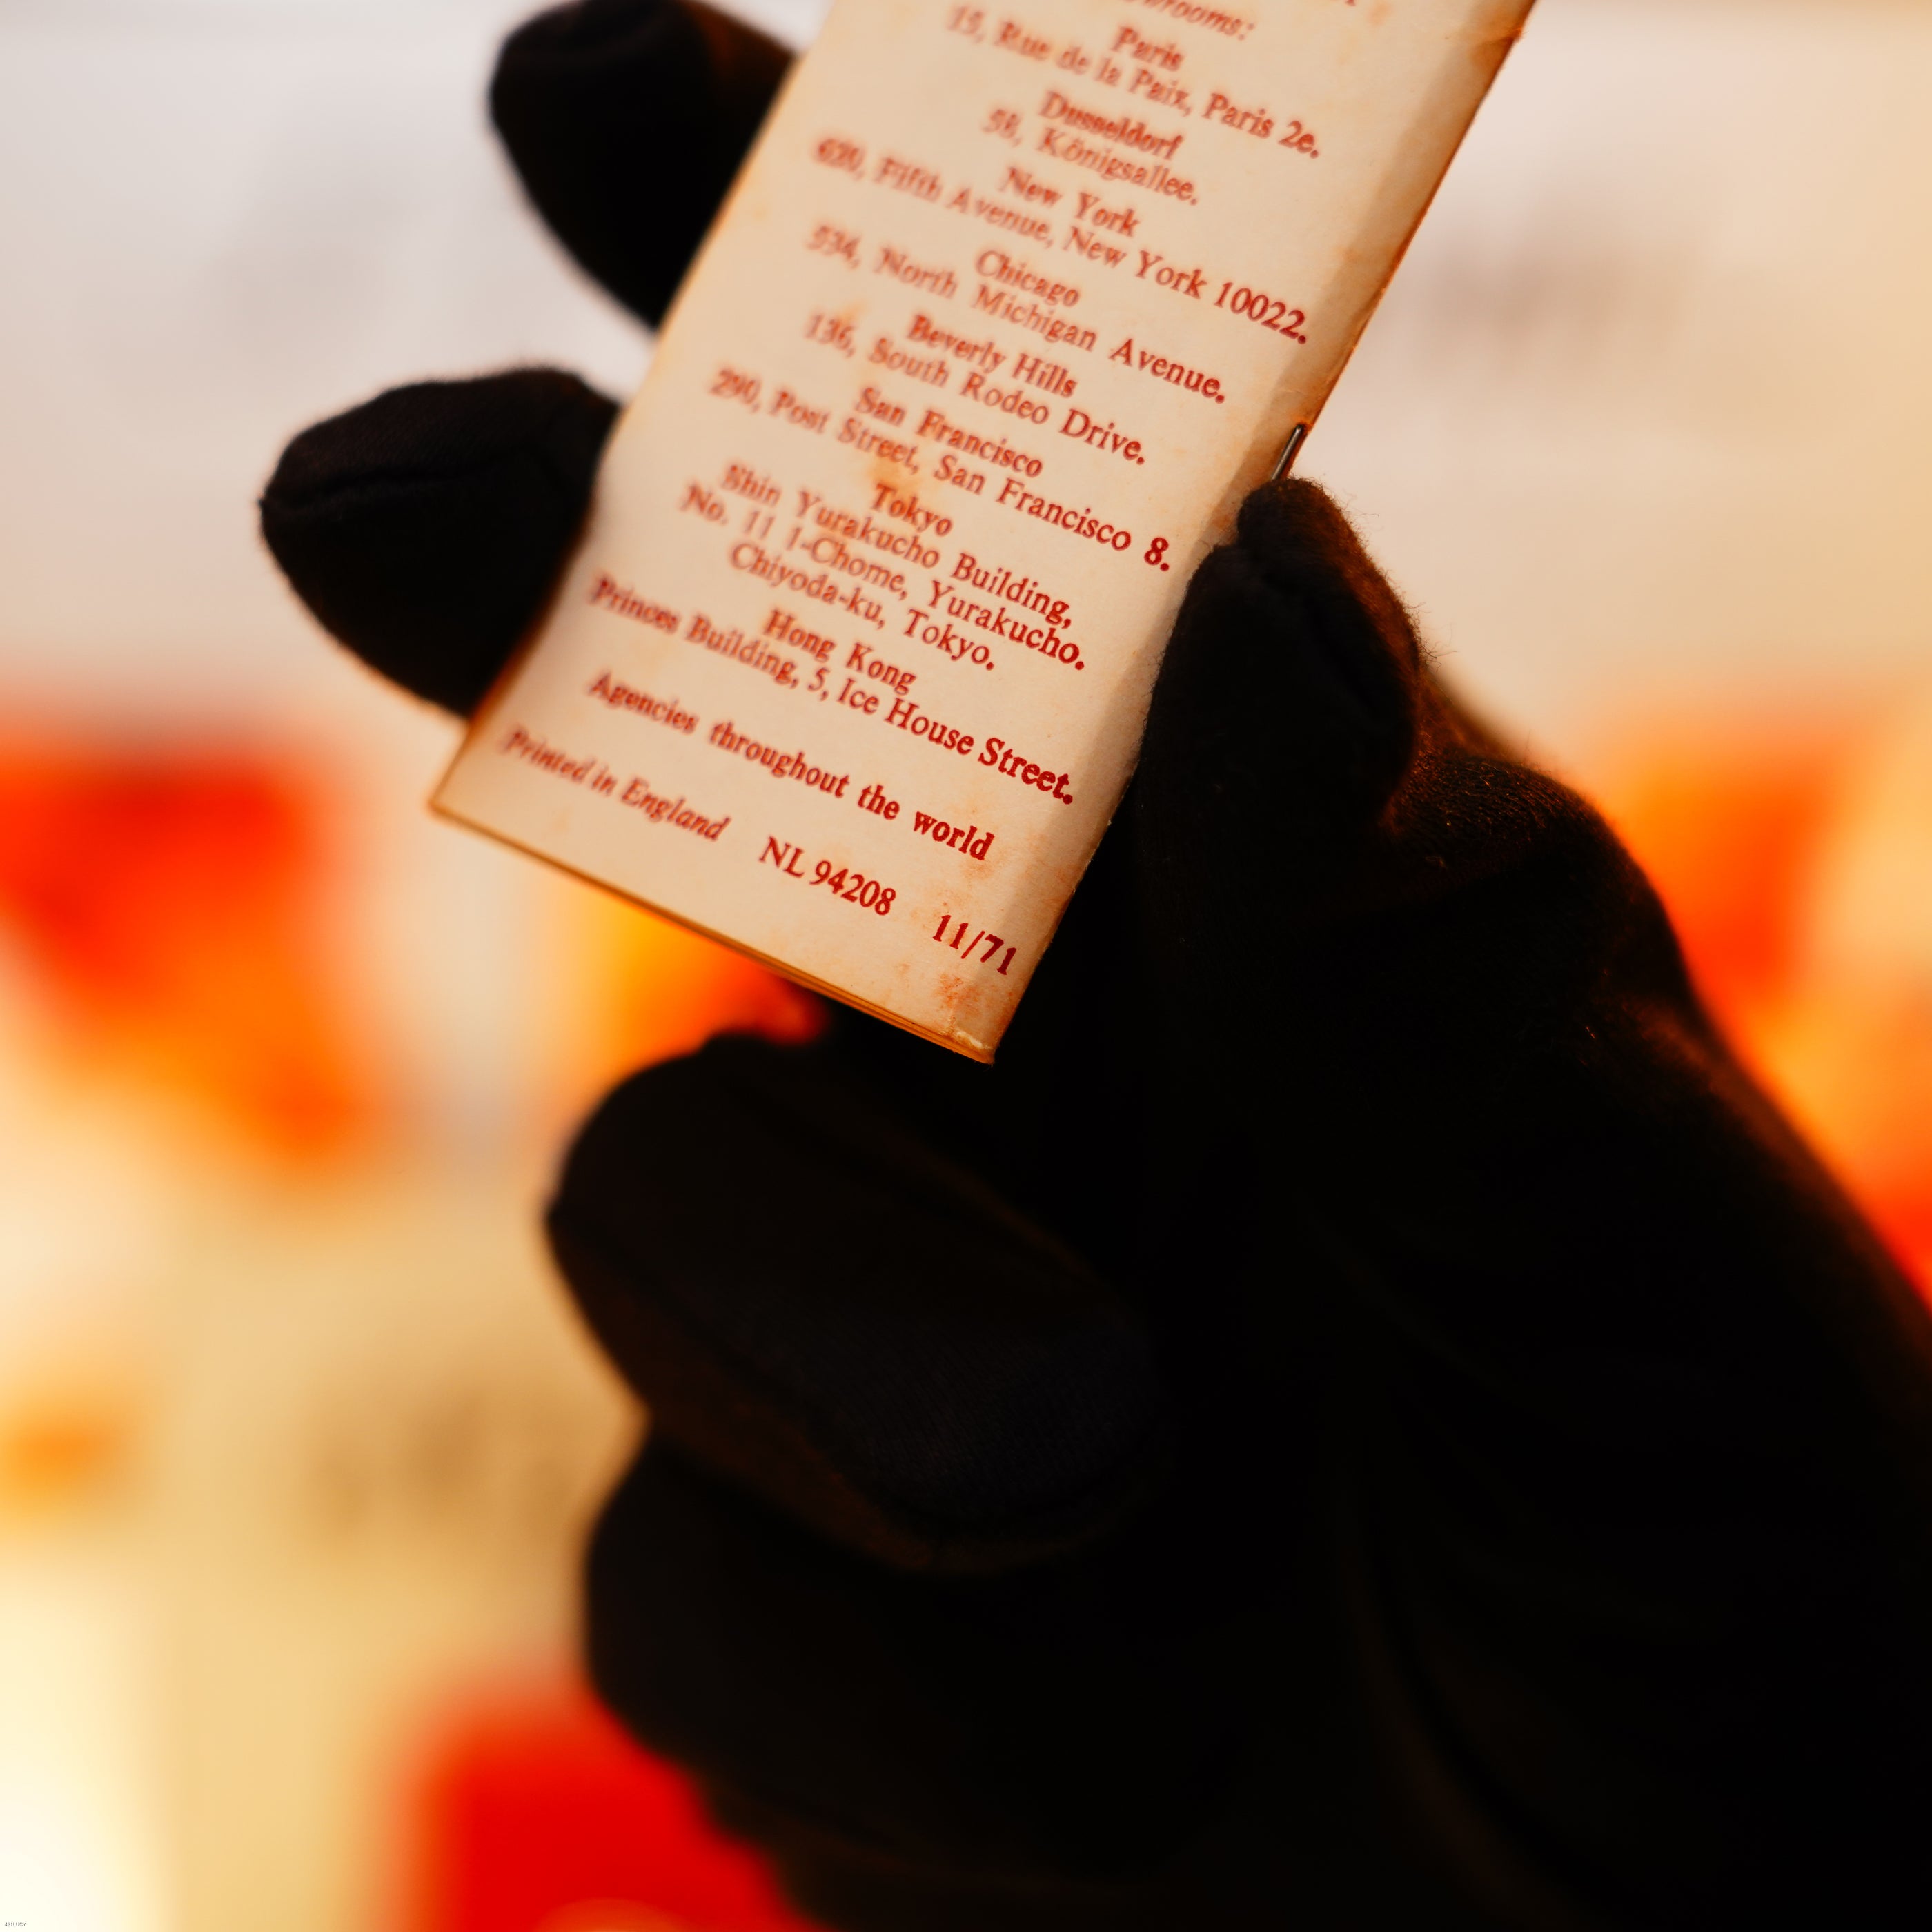 Paris
15, Rue de la Paix, Paris 2e.
Dusseldorf
58, Königsallee.
New York
620, Fifth Avenue, New York 10022.
Chicago
534, North Michigan Avenue.
Beverly Hills
136, South Rodeo Drive.
San Francisco
290, Post Street, San Francisco 8.
Tokyo
Shin Yurakucho Building,
No. 11 1-Chome, Yurakucho.
Chiyoda-ku, Tokyo.
Hong Kong
Princes Building, 5, Ice House Street.
Agencies throughout the world
Printed in England NL 94208 11/71